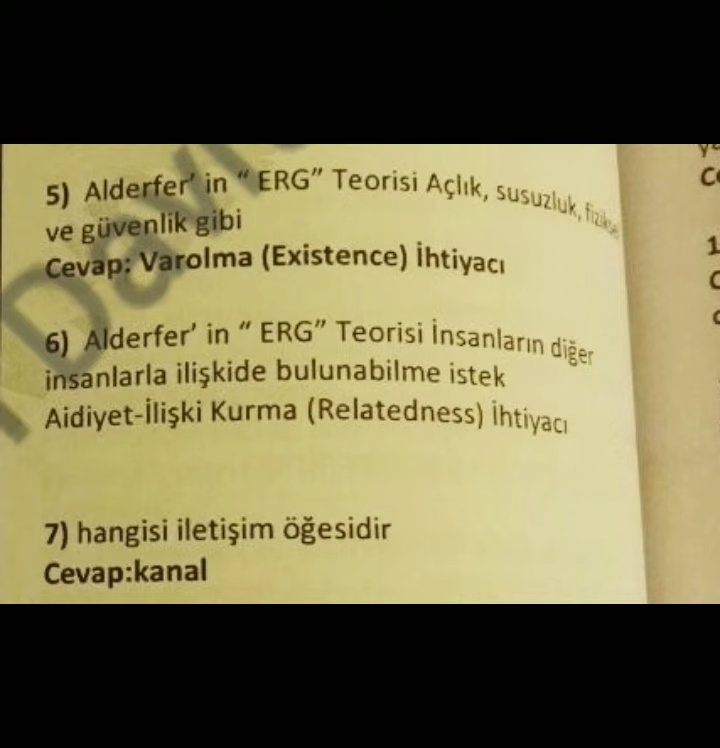 5) Alderfer' in “ ERG” Teorisi Açlık, susuzluk, fiziksel
ve güvenlik gibi
Cevap: Varolma (Existence) İhtiyacı
6) Alderfer' in “ ERG” Teorisi İnsanların diğer
insanlarla ilişkide bulunabilme istek
Aidiyet-İlişki Kurma (Relatedness) İhtiyacı
7) hangisi iletişim öğesidir
Cevap:kanal